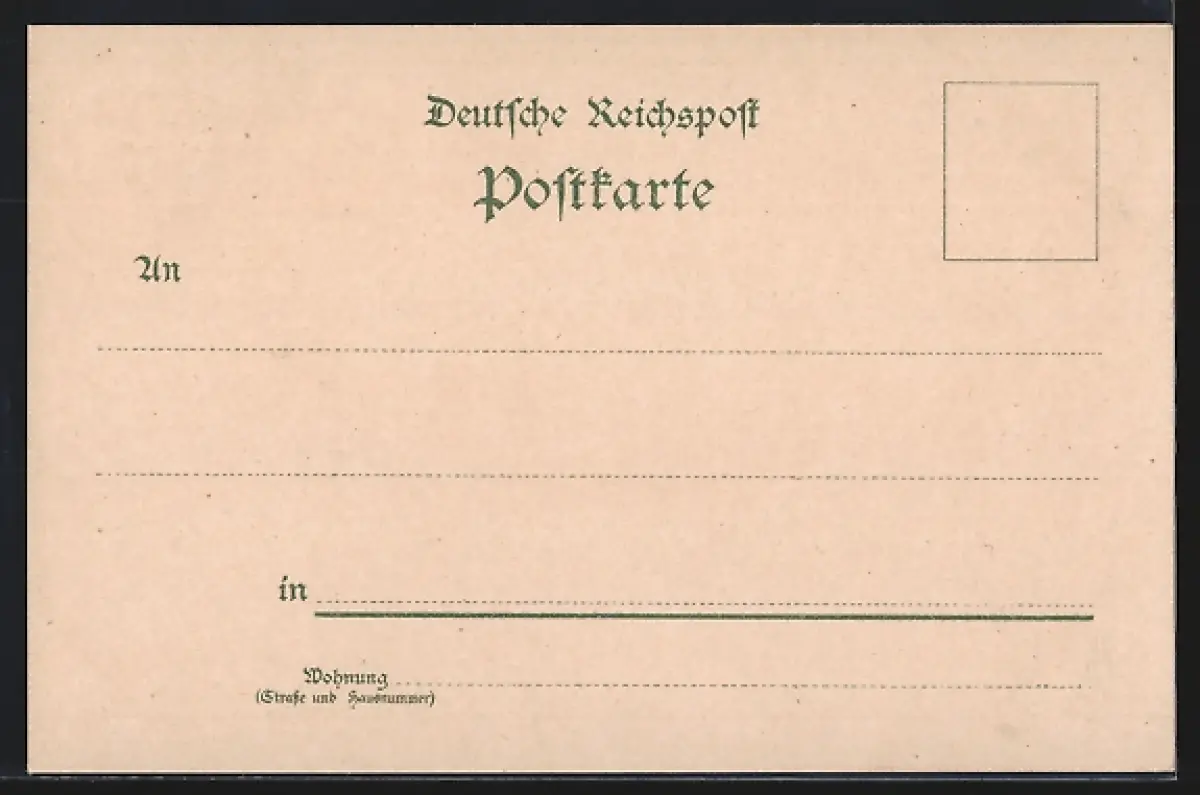 Deutſche Reichspoſt
Poſtkarte
An
in
Wohnung
(Straße und Hausnummer)